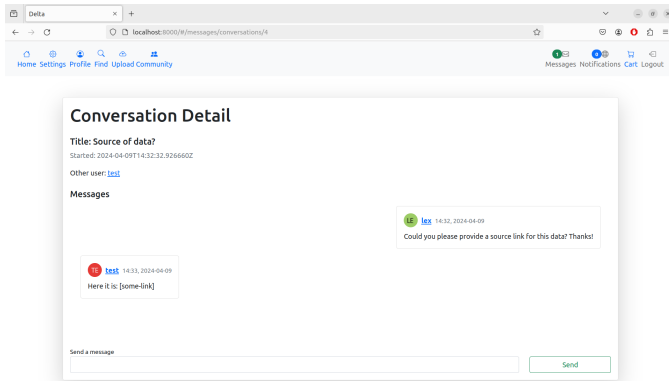 Delta
localhost:8000/#/messages/conversations/4
Home Settings Profile Find Upload Community
1 0
Messages Notifications Cart Logout
Conversation Detail
Title: Source of data?
Started: 2024-04-09T14:32:32.926660Z
Other user: test
Messages
LE lex 14:32, 2024-04-09
Could you please provide a source link for this data? Thanks!
TE test 14:33, 2024-04-09
Here it is: [some-link]
Send a message
Send